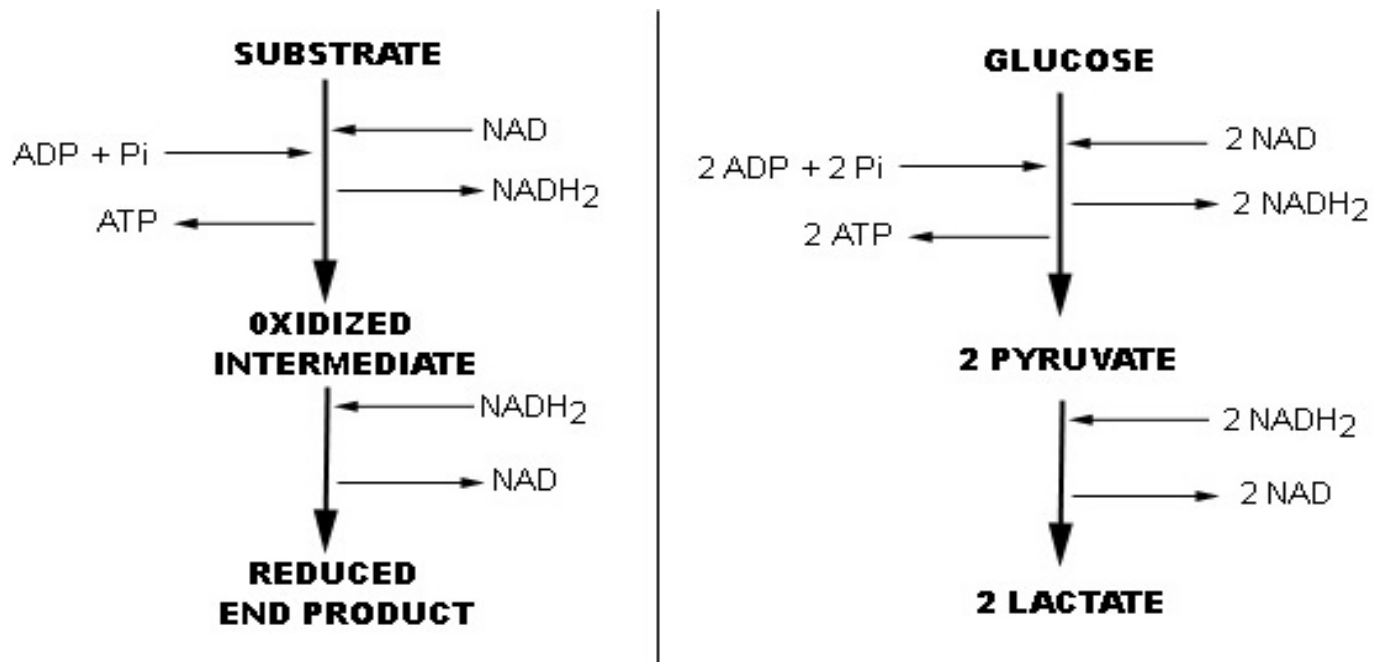 SUBSTRATE
NAD
ADP + Pi
NADH2
ATP
0XIDIZED
INTERMEDIATE
NADH2
NAD
REDUCED
END PRODUCT
GLUCOSE
2 NAD
2 ADP + 2 Pi
2 NADH2
2 ATP
2 PYRUVATE
2 NADH2
2 NAD
2 LACTATE